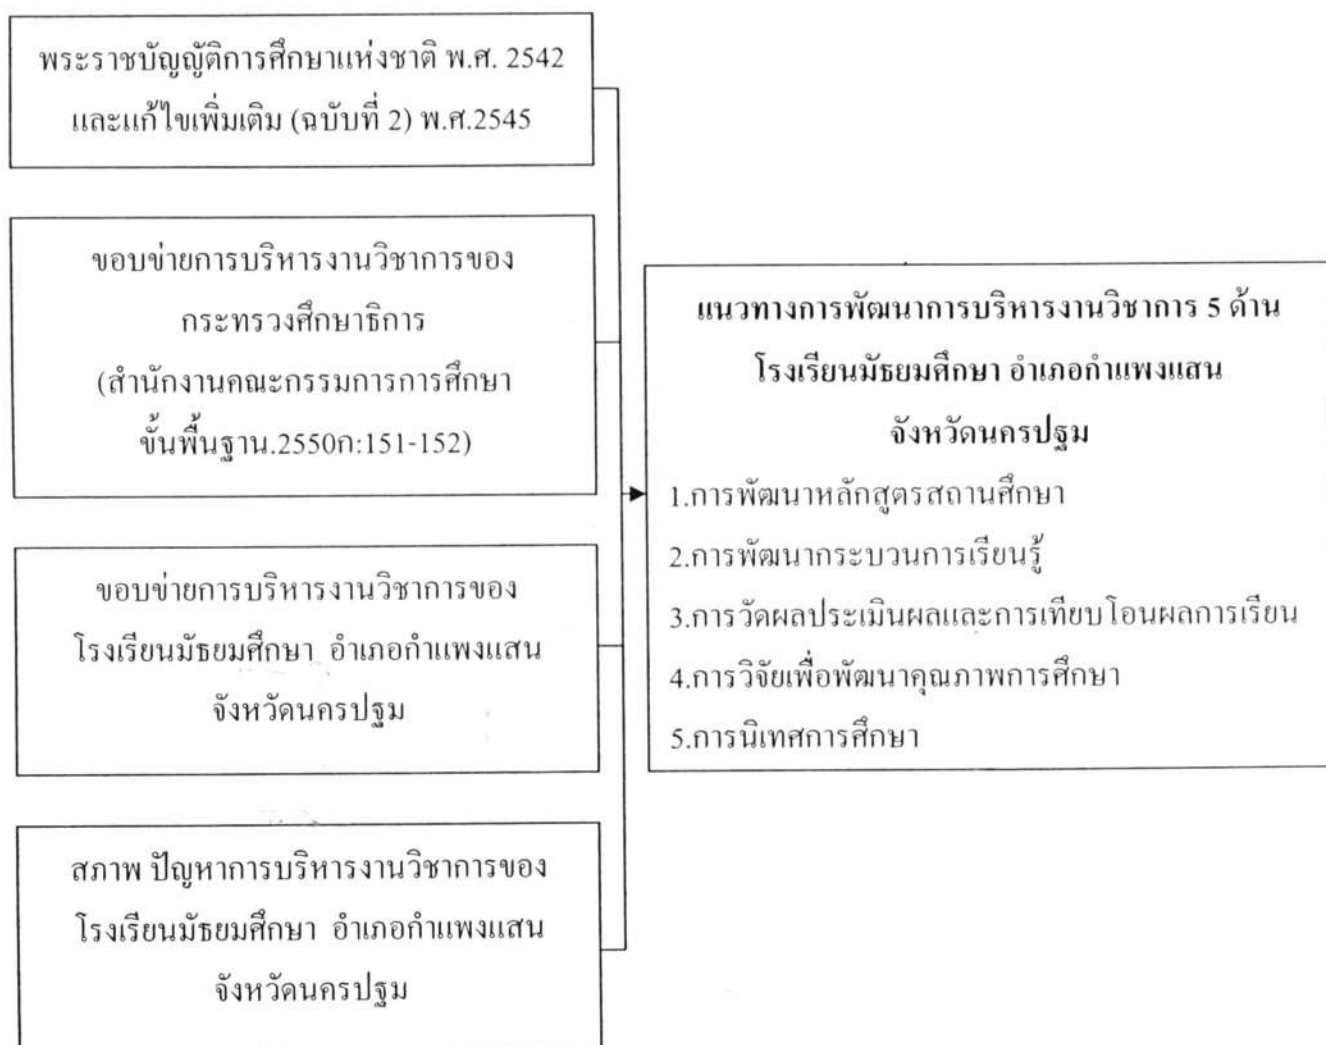 พระราชบัญญัติการศึกษาแห่งชาติ พ.ศ. 2542
และแก้ไขเพิ่มเติม (ฉบับที่ 2) พ.ศ.2545
ขอบข่ายการบริหารงานวิชาการของ
กระทรวงศึกษาธิการ
(สำนักงานคณะกรรมการการศึกษา
ขั้นพื้นฐาน.2550ก:151-152)
ขอบข่ายการบริหารงานวิชาการของ
โรงเรียนมัธยมศึกษา อำเภอกำแพงแสน
จังหวัดนครปฐม
สภาพ ปัญหาการบริหารงานวิชาการของ
โรงเรียนมัธยมศึกษา อำเภอกำแพงแสน
จังหวัดนครปฐม
แนวทางการพัฒนาการบริหารงานวิชาการ 5 ด้าน
โรงเรียนมัธยมศึกษา อำเภอกำแพงแสน
จังหวัดนครปฐม
1.การพัฒนาหลักสูตรสถานศึกษา
2.การพัฒนากระบวนการเรียนรู้
3.การวัดผลประเมินผลและการเทียบโอนผลการเรียน
4.การวิจัยเพื่อพัฒนาคุณภาพการศึกษา
5.การนิเทศการศึกษา